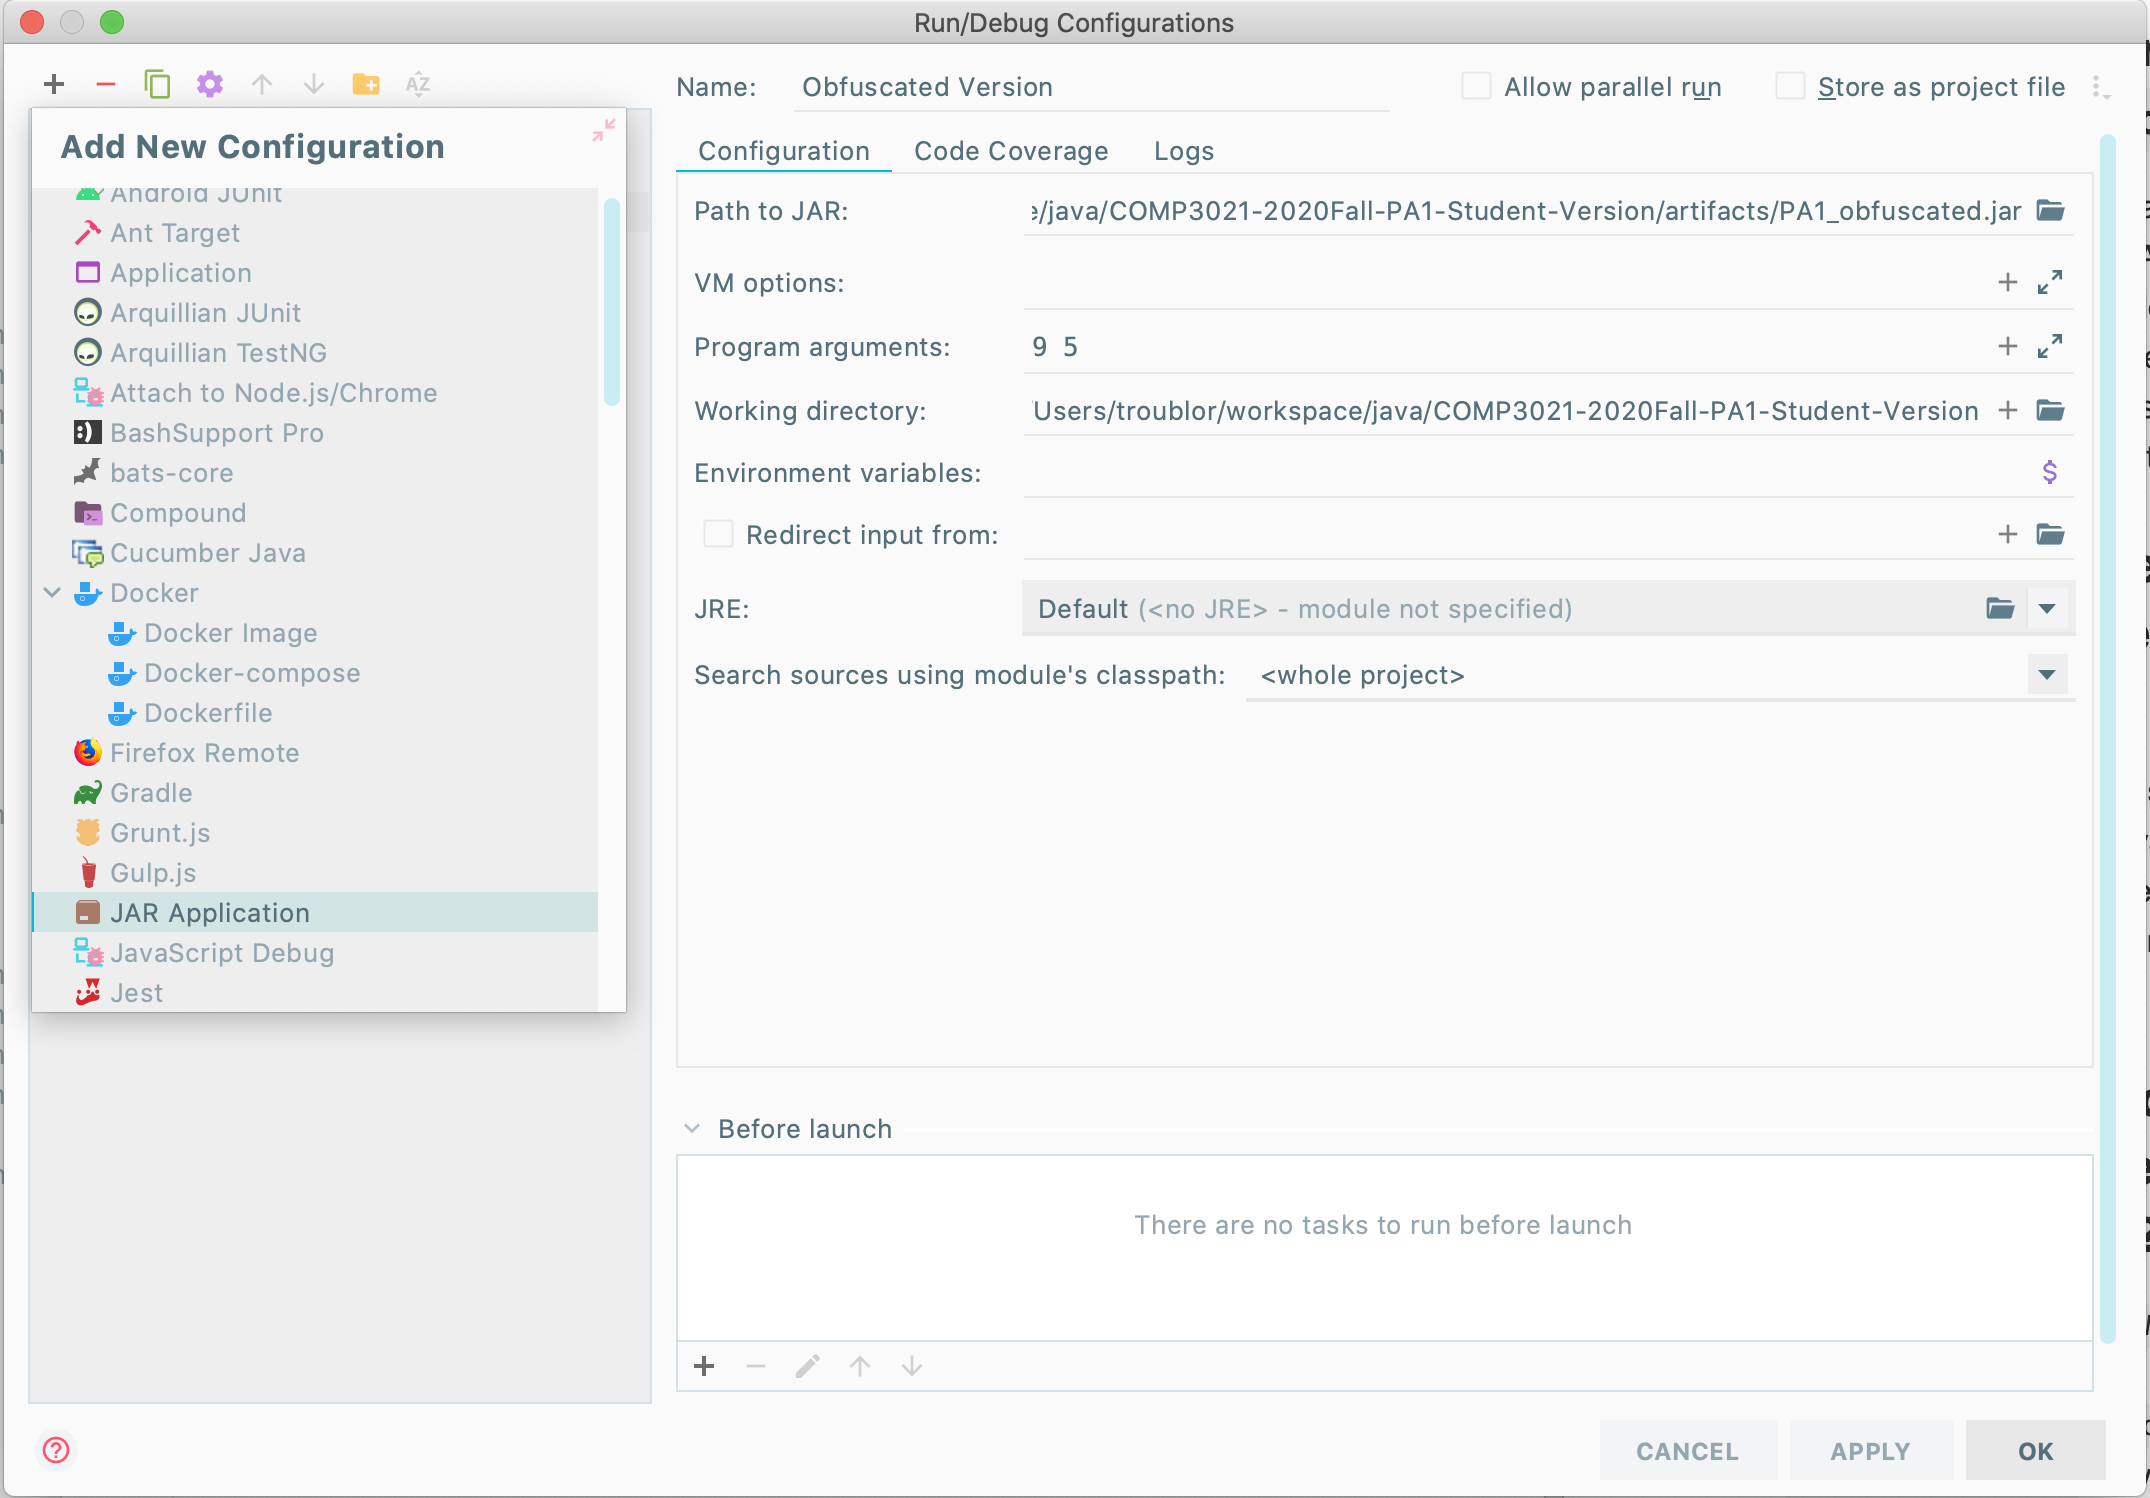 Run/Debug Configurations
Name: Obfuscated Version
Allow parallel run
Store as project file
Add New Configuration
Android JUnit
Ant Target
Application
Arquillian JUnit
Arquillian TestNG
Attach to Node.js/Chrome
BashSupport Pro
bats-core
Compound
Cucumber Java
Docker
Docker Image
Docker-compose
Dockerfile
Firefox Remote
Gradle
Grunt.js
Gulp.js
JAR Application
JavaScript Debug
Jest
Configuration Code Coverage Logs
Path to JAR: e/java/COMP3021-2020Fall-PA1-Student-Version/artifacts/PA1_obfuscated.jar
VM options:
Program arguments: 9 5
Working directory: /Users/troublor/workspace/java/COMP3021-2020Fall-PA1-Student-Version
Environment variables:
Redirect input from:
JRE: Default (<no JRE> - module not specified)
Search sources using module's classpath: <whole project>
Before launch
There are no tasks to run before launch
CANCEL APPLY OK